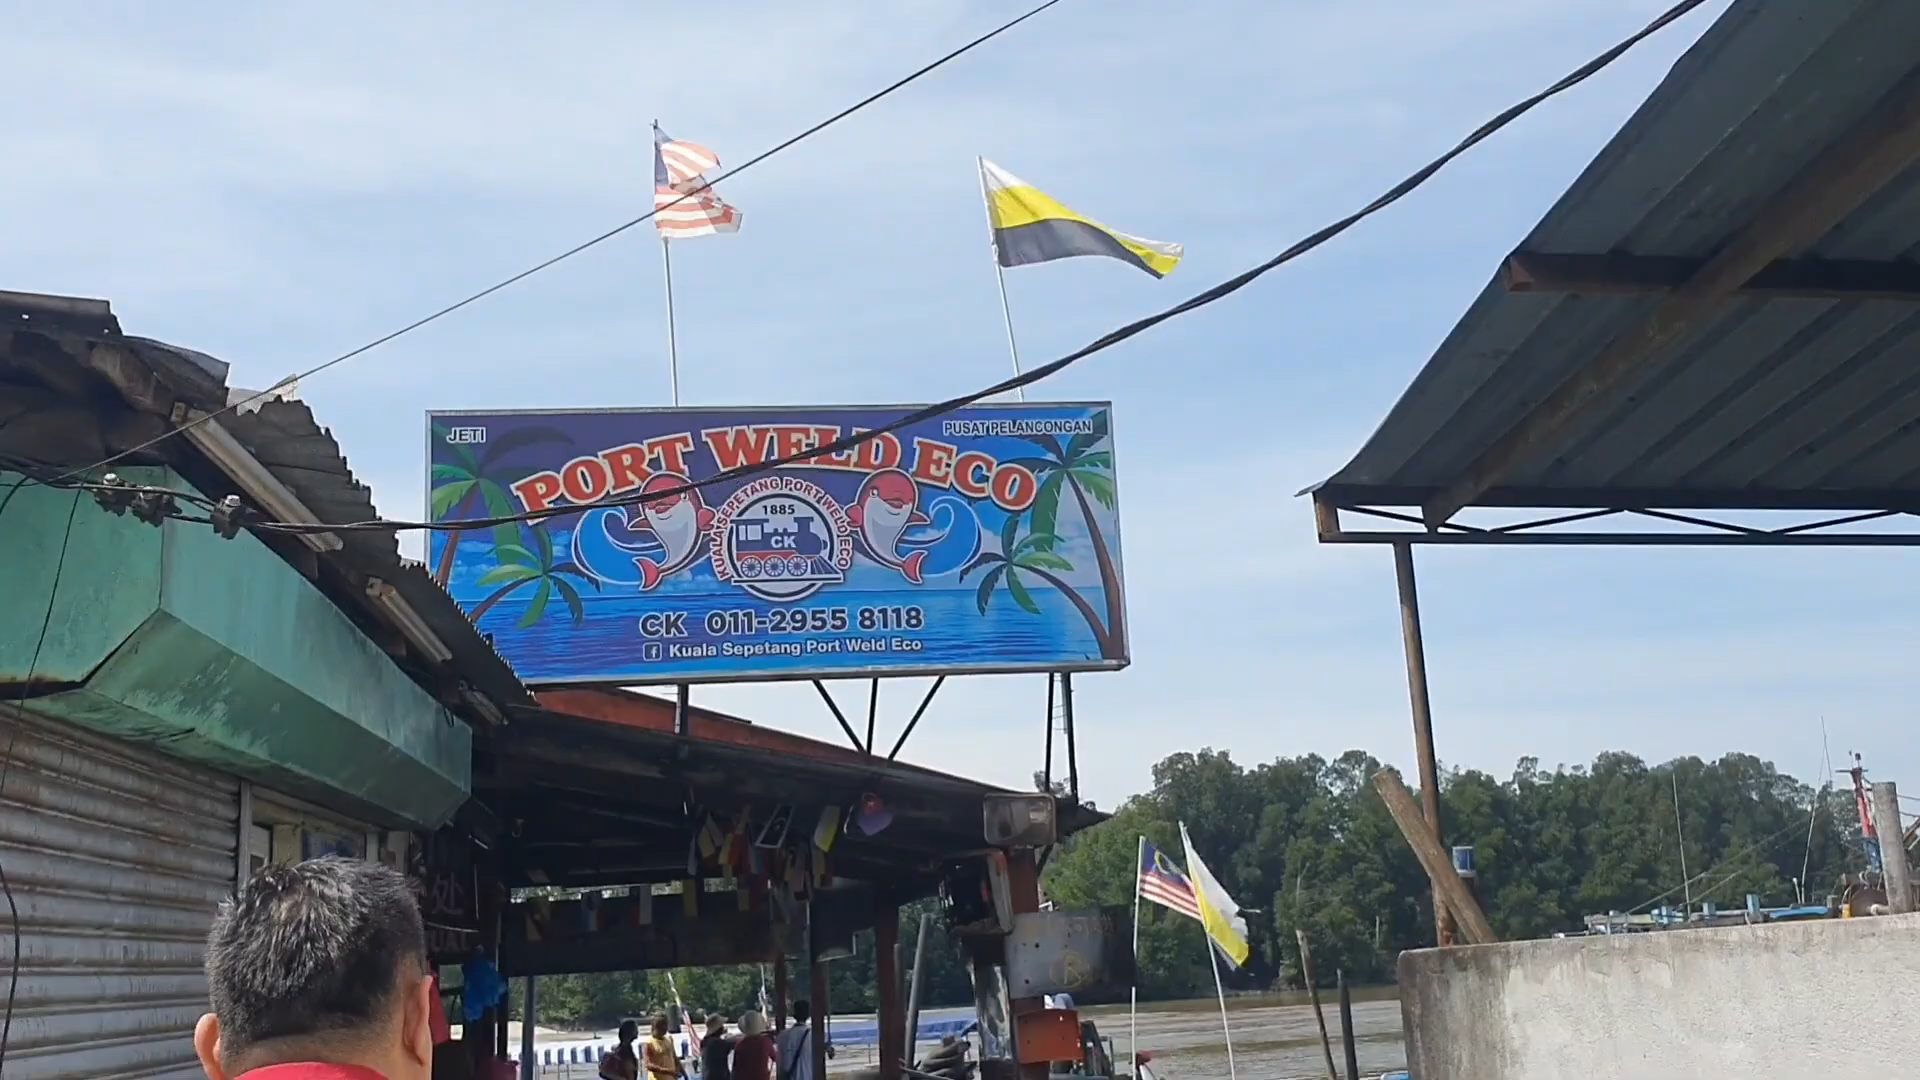 JETI
PUSAT PELANCONGAN
PORT WELD ECO
KUALA SEPETANG PORT WELD ECO
1885
CK
CK 011-2955 8118
Kuala Sepetang Port Weld Eco
处